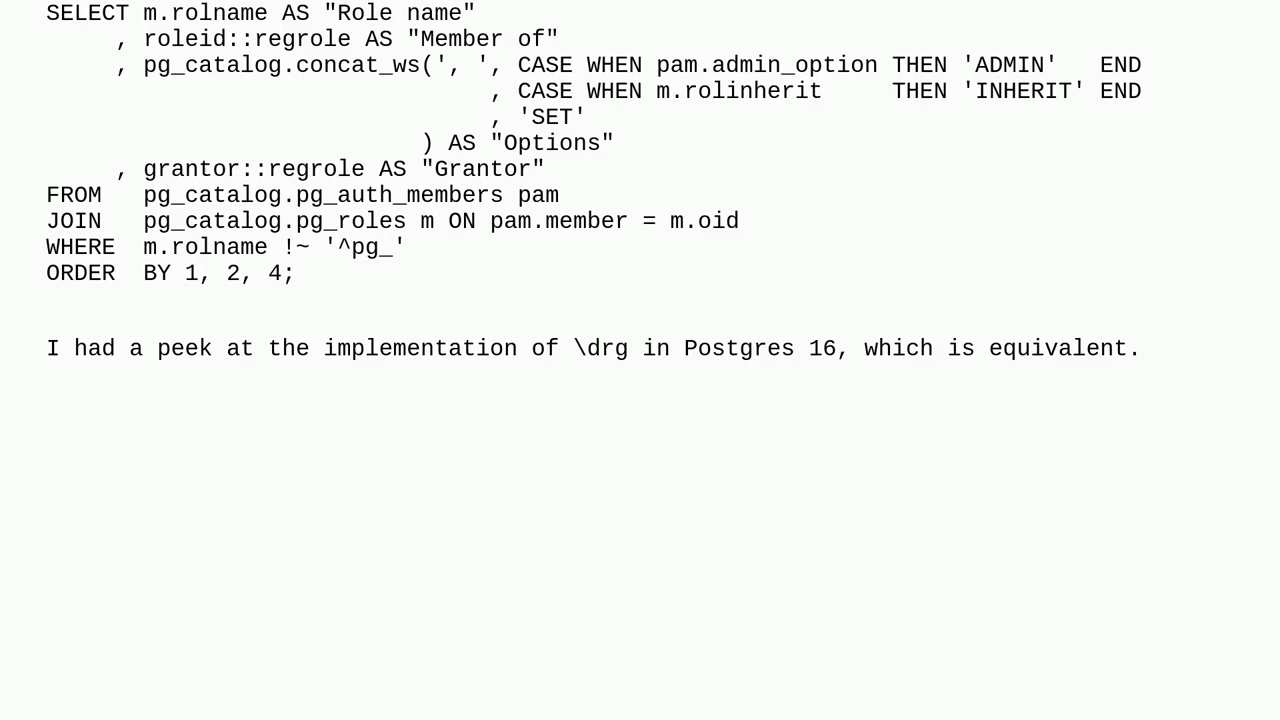 SELECT m.rolname AS "Role name"
     , roleid::regrole AS "Member of"
     , pg_catalog.concat_ws(', ', CASE WHEN pam.admin_option THEN 'ADMIN'   END
                                , CASE WHEN m.rolinherit     THEN 'INHERIT' END
                                , 'SET'
                           ) AS "Options"
     , grantor::regrole AS "Grantor"
FROM   pg_catalog.pg_auth_members pam
JOIN   pg_catalog.pg_roles m ON pam.member = m.oid
WHERE  m.rolname !~ '^pg_'
ORDER  BY 1, 2, 4;
I had a peek at the implementation of \drg in Postgres 16, which is equivalent.